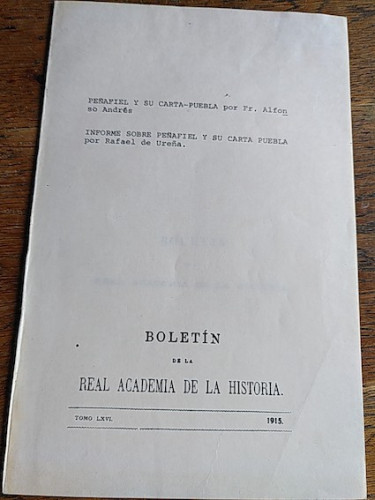 PEÑAFIEL Y SU CARTA-PUEBLA por Fr. Alfon
so Andrés
INFORME SOBRE PEÑAFIEL Y SU CARTA PUEBLA
por Rafael de Ureña.
BOLETÍN
DE LA
REAL ACADEMIA DE LA HISTORIA.
TOMO LXVI. 1915.